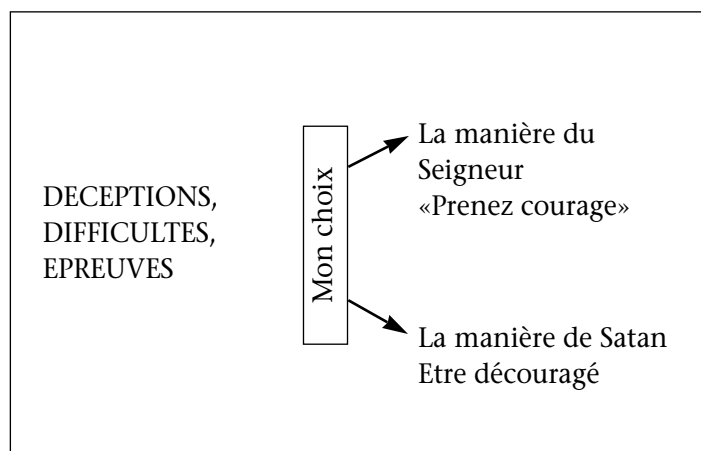 DECEPTIONS,
DIFFICULTES,
EPREUVES
Mon choix
La manière du
Seigneur
«Prenez courage»
La manière de Satan
Etre découragé